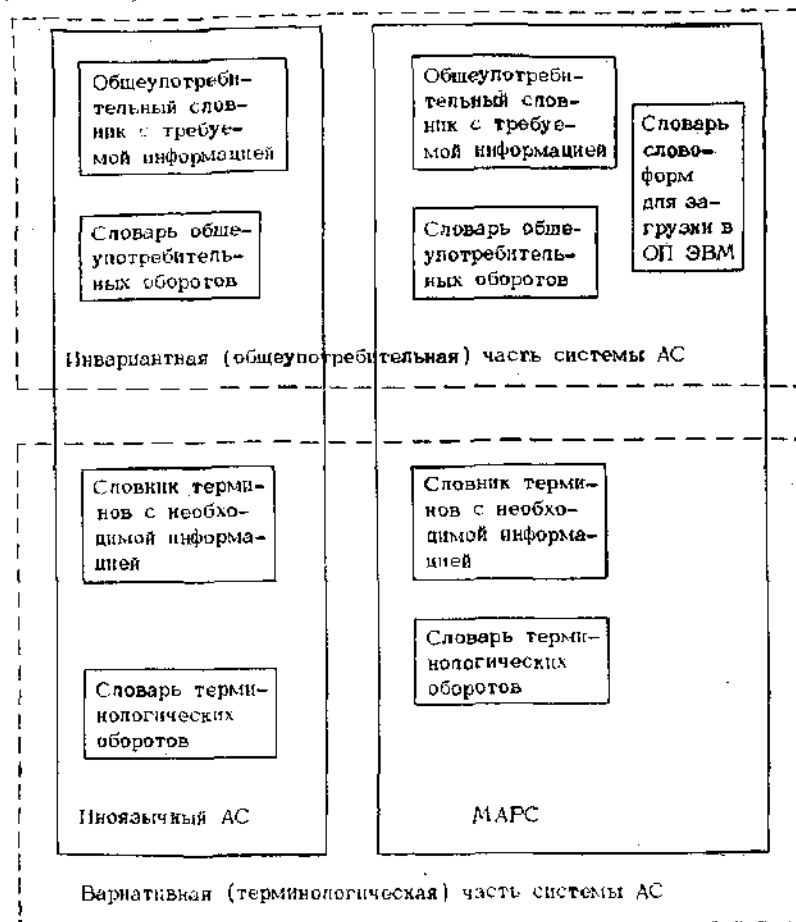 Общеупотреби-
тельный слов-
ник с требуе-
мой информацией
Словарь обще-
употребитель-
ных оборотов
Общеупотреби-
тельный слов-
ник с требуе-
мой информацией
Словарь обще-
употребитель-
ных оборотов
Словарь
слово-
форм
для за-
грузки в
ОП ЭВМ
Инвариантная (общеупотребительная) часть системы АС
Словник терми-
нов с необхо-
димой информа-
цией
Словарь терми-
нологических
оборотов
Иноязычный АС
Словник терми-
нов с необхо-
димой информа-
цией
Словарь терми-
нологических
оборотов
МАРС
Вариативная (терминологическая) часть системы АС